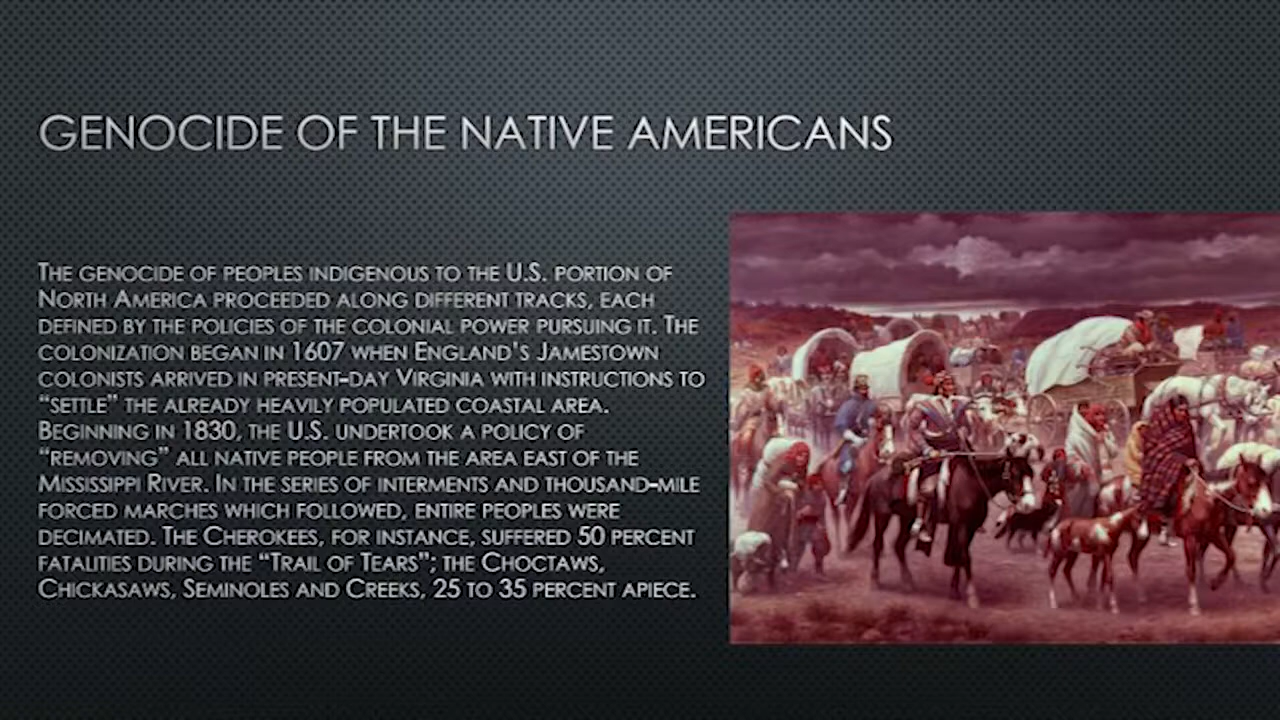 GENOCIDE OF THE NATIVE AMERICANS
THE GENOCIDE OF PEOPLES INDIGENOUS TO THE U.S. PORTION OF
NORTH AMERICA PROCEEDED ALONG DIFFERENT TRACKS, EACH
DEFINED BY THE POLICIES OF THE COLONIAL POWER PURSUING IT. THE
COLONIZATION BEGAN IN 1607 WHEN ENGLAND'S JAMESTOWN
COLONISTS ARRIVED IN PRESENT-DAY VIRGINIA WITH INSTRUCTIONS TO
"SETTLE" THE ALREADY HEAVILY POPULATED COASTAL AREA.
BEGINNING IN 1830, THE U.S. UNDERTOOK A POLICY OF
"REMOVING" ALL NATIVE PEOPLE FROM THE AREA EAST OF THE
MISSISSIPPI RIVER. IN THE SERIES OF INTERMENTS AND THOUSAND-MILE
FORCED MARCHES WHICH FOLLOWED, ENTIRE PEOPLES WERE
DECIMATED. THE CHEROKEES, FOR INSTANCE, SUFFERED 50 PERCENT
FATALITIES DURING THE "TRAIL OF TEARS"; THE CHOCTAWS,
CHICKASAWS, SEMINOLES AND CREEKS, 25 TO 35 PERCENT APIECE.